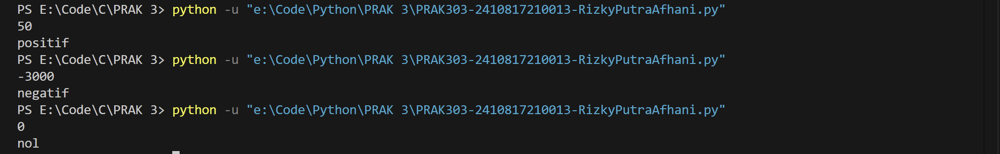 PS E:\Code\C\PRAK 3> python -u "e:\Code\Python\PRAK 3\PRAK303-2410817210013-RizkyPutraAfhani.py"
50
positif
PS E:\Code\C\PRAK 3> python -u "e:\Code\Python\PRAK 3\PRAK303-2410817210013-RizkyPutraAfhani.py"
-3000
negatif
PS E:\Code\C\PRAK 3> python -u "e:\Code\Python\PRAK 3\PRAK303-2410817210013-RizkyPutraAfhani.py"
0
nol